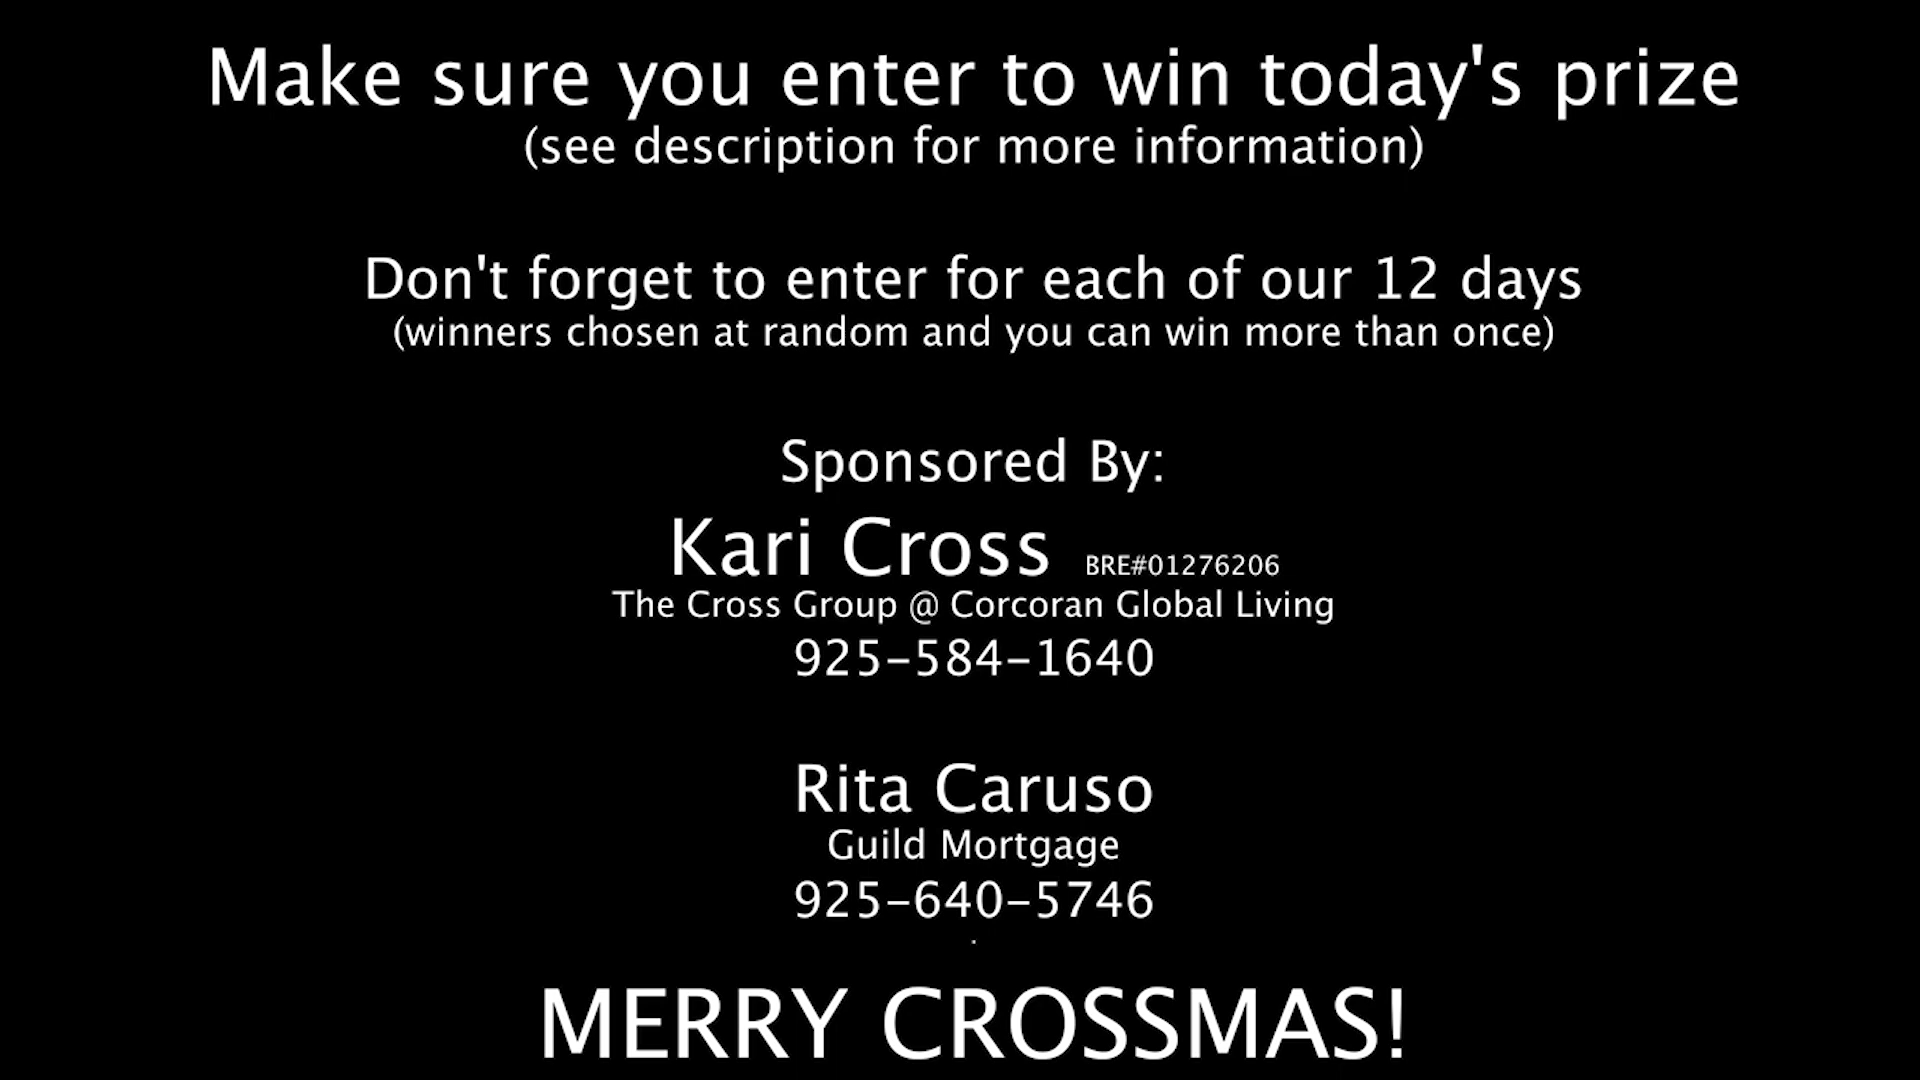 Make sure you enter to win today's prize
(see description for more information)
Don't forget to enter for each of our 12 days
(winners chosen at random and you can win more than once)
Sponsored By:
Kari Cross BRE#01276206
The Cross Group @ Corcoran Global Living
925-584-1640
Rita Caruso
Guild Mortgage
925-640-5746
.
MERRY CROSSMAS!